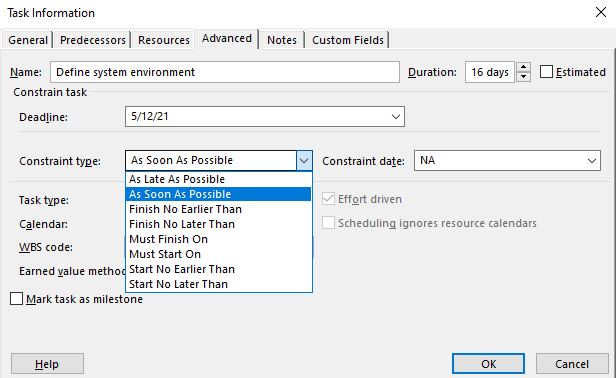 Task Information
General Predecessors Resources Advanced Notes Custom Fields
Name: Define system environment Duration: 16 days Estimated
Constrain task
Deadline: 5/12/21
Constraint type: As Soon As Possible Constraint date: NA
As Late As Possible
As Soon As Possible
Task type: Effort driven
Finish No Earlier Than
Calendar: Finish No Later Than Scheduling ignores resource calendars
Must Finish On
WBS code: Must Start On
Earned value method Start No Earlier Than
Start No Later Than
Mark task as milestone
Help OK Cancel